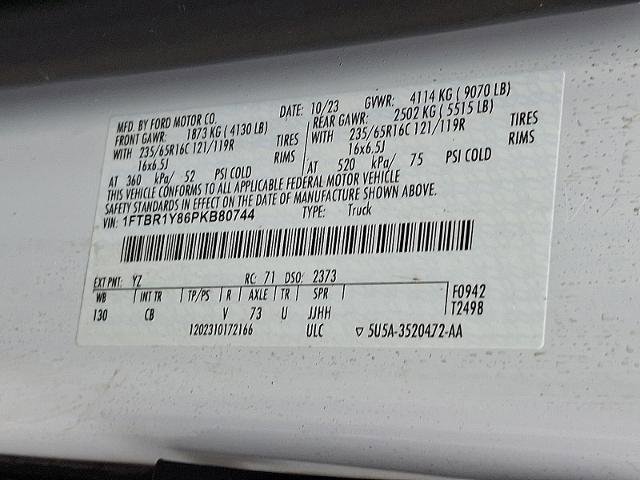 MFD. BY FORD MOTOR CO. DATE: 10/23 GVWR: 4114 KG ( 9070 LB)
FRONT GAWR: 1873 KG ( 4130 LB) REAR GAWR: 2502 KG ( 5515 LB)
WITH 235/65R16C 121/119R TIRES WITH 235/65R16C 121/119R TIRES
16x6.5J RIMS 16x6.5J RIMS
AT 360 kPa/ 52 PSI COLD AT 520 kPa/ 75 PSI COLD
THIS VEHICLE CONFORMS TO ALL APPLICABLE FEDERAL MOTOR VEHICLE
SAFETY STANDARDS IN EFFECT ON THE DATE OF MANUFACTURE SHOWN ABOVE.
VIN: 1FTBR1Y86PKB80744 TYPE: Truck
EXT PNT: YZ RC: 71 DSO: 2373
WB INT TR TP/PS R AXLE TR SPR F0942
130 CB V 73 U JJHH T2498
1202310172166 ULC ▽ 5U5A-3520472-AA